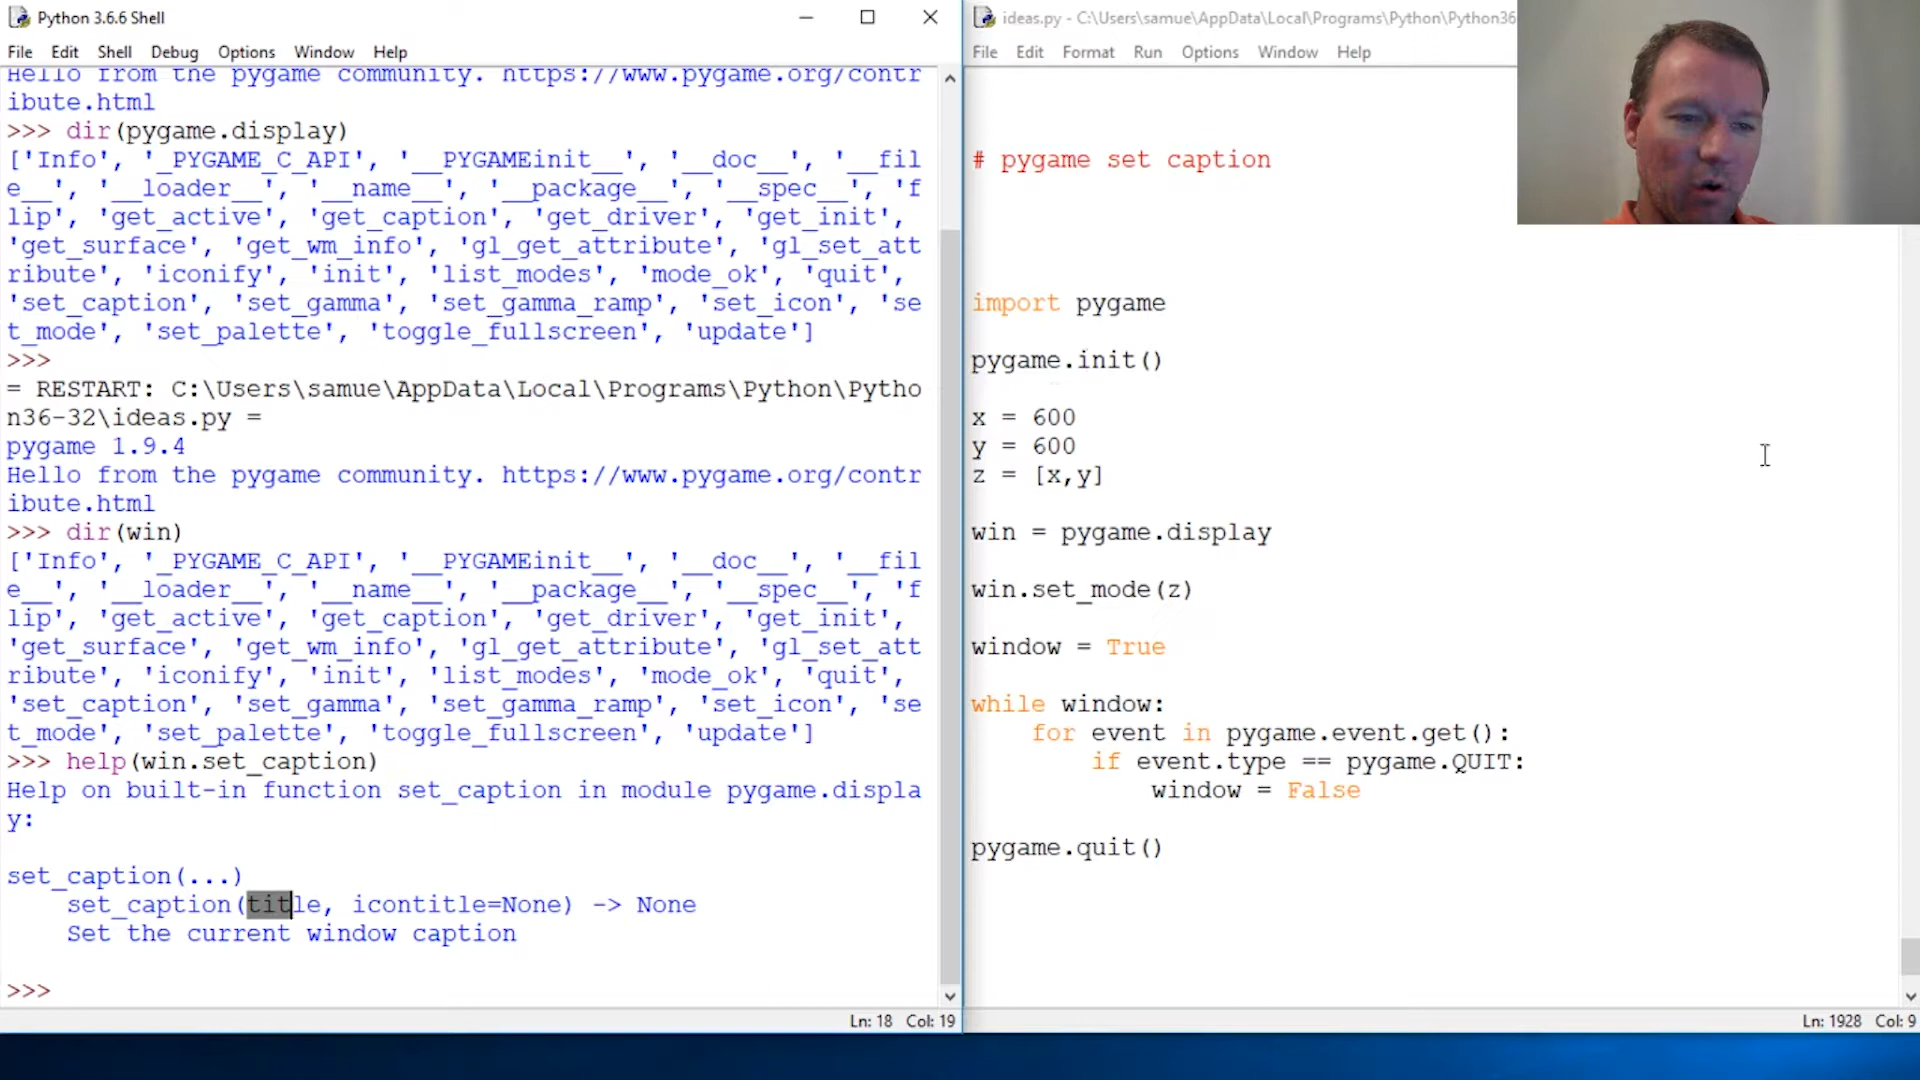 Python 3.6.6 Shell
File Edit Shell Debug Options Window Help
Hello from the pygame community. https://www.pygame.org/contr
ibute.html
>>> dir(pygame.display)
['Info', '_PYGAME_C_API', '__PYGAMEinit__', '__doc__', '__fil
e__', '__loader__', '__name__', '__package__', '__spec__', 'f
lip', 'get_active', 'get_caption', 'get_driver', 'get_init',
'get_surface', 'get_wm_info', 'gl_get_attribute', 'gl_set_att
ribute', 'iconify', 'init', 'list_modes', 'mode_ok', 'quit',
'set_caption', 'set_gamma', 'set_gamma_ramp', 'set_icon', 'se
t_mode', 'set_palette', 'toggle_fullscreen', 'update']
>>>
= RESTART: C:\Users\samue\AppData\Local\Programs\Python\Pytho
n36-32\ideas.py =
pygame 1.9.4
Hello from the pygame community. https://www.pygame.org/contr
ibute.html
>>> dir(win)
['Info', '_PYGAME_C_API', '__PYGAMEinit__', '__doc__', '__fil
e__', '__loader__', '__name__', '__package__', '__spec__', 'f
lip', 'get_active', 'get_caption', 'get_driver', 'get_init',
'get_surface', 'get_wm_info', 'gl_get_attribute', 'gl_set_att
ribute', 'iconify', 'init', 'list_modes', 'mode_ok', 'quit',
'set_caption', 'set_gamma', 'set_gamma_ramp', 'set_icon', 'se
t_mode', 'set_palette', 'toggle_fullscreen', 'update']
>>> help(win.set_caption)
Help on built-in function set_caption in module pygame.displa
y:
set_caption(...)
set_caption(title, icontitle=None) -> None
Set the current window caption
>>>
Ln: 18 Col: 19
ideas.py - C:\Users\samue\AppData\Local\Programs\Python\Python36
File Edit Format Run Options Window Help
# pygame set caption
import pygame
pygame.init()
x = 600
y = 600
z = [x,y]
win = pygame.display
win.set_mode(z)
window = True
while window:
for event in pygame.event.get():
if event.type == pygame.QUIT:
window = False
pygame.quit()
Ln: 1928 Col: 9